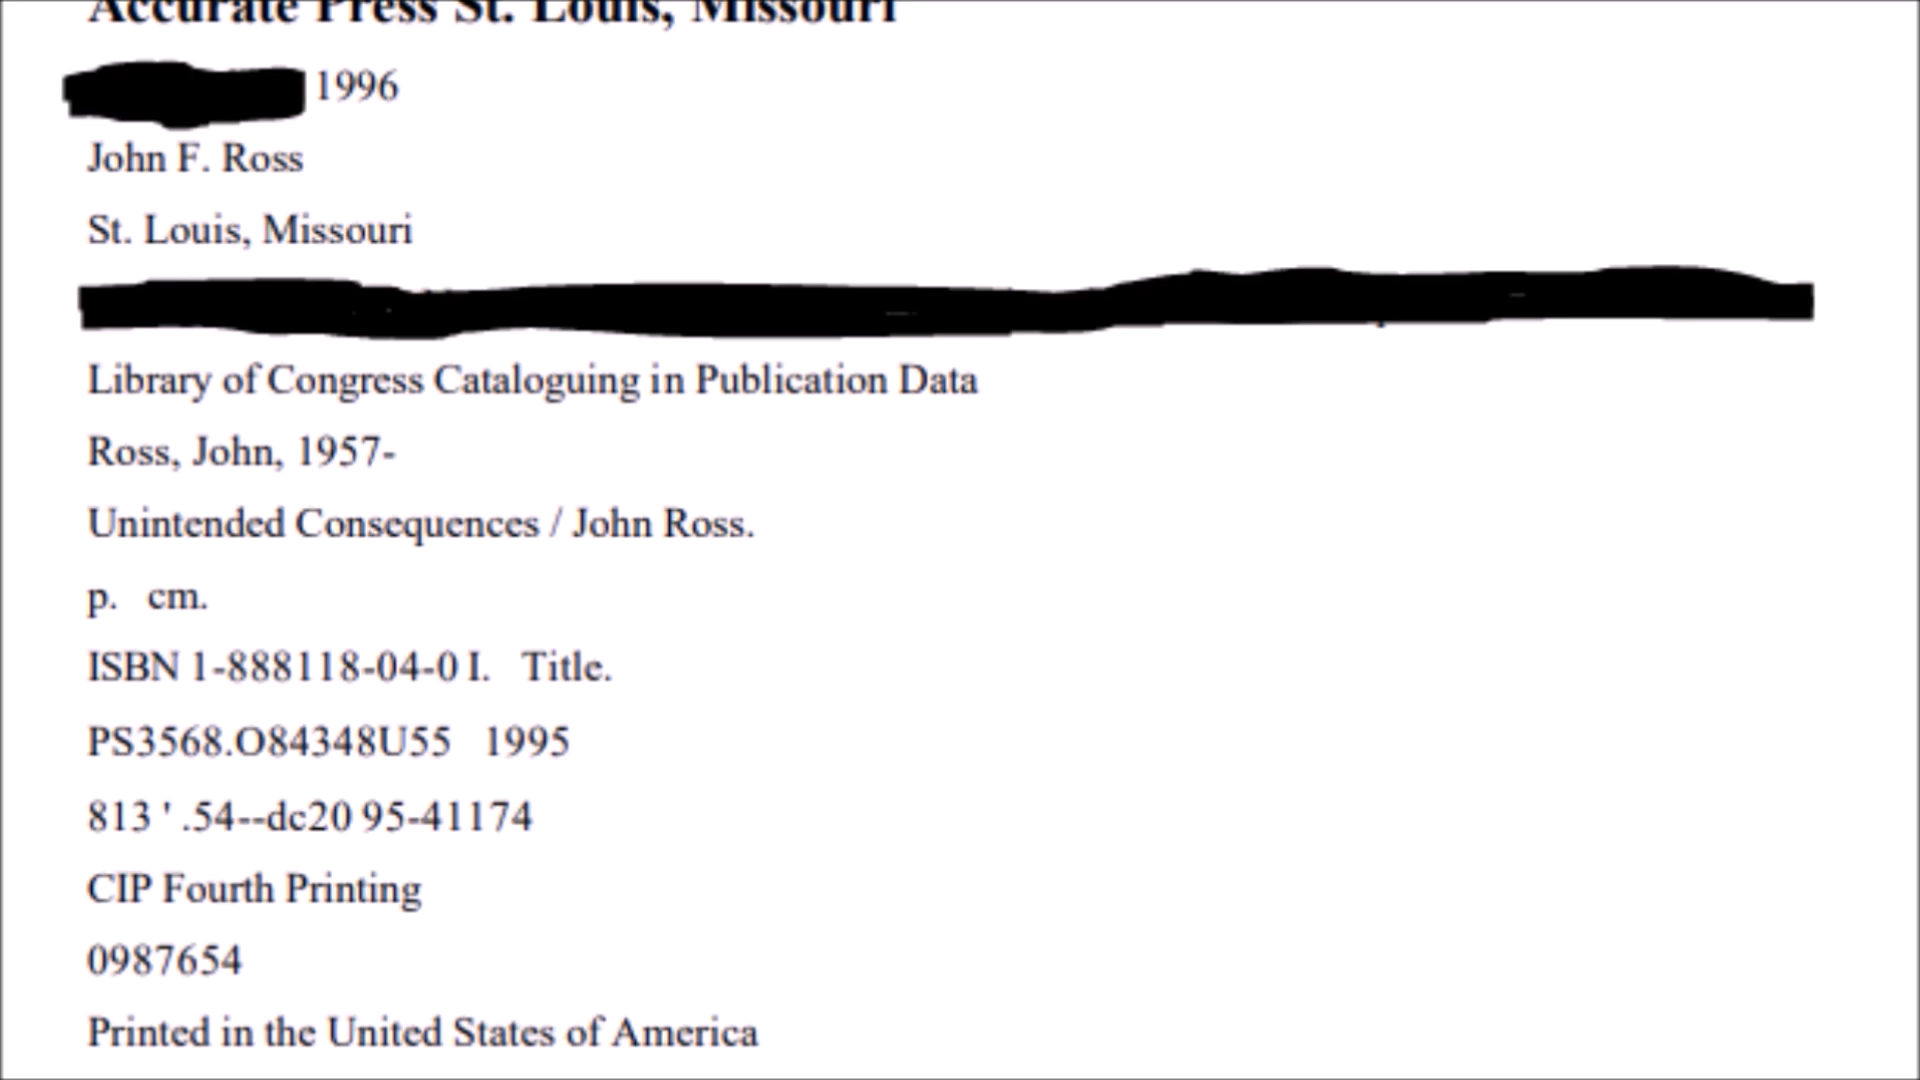 Accurate Press St. Louis, Missouri
1996
John F. Ross
St. Louis, Missouri
Library of Congress Cataloguing in Publication Data
Ross, John, 1957-
Unintended Consequences / John Ross.
p. cm.
ISBN 1-888118-04-0 I. Title.
PS3568.O84348U55 1995
813 ' .54--dc20 95-41174
CIP Fourth Printing
0987654
Printed in the United States of America